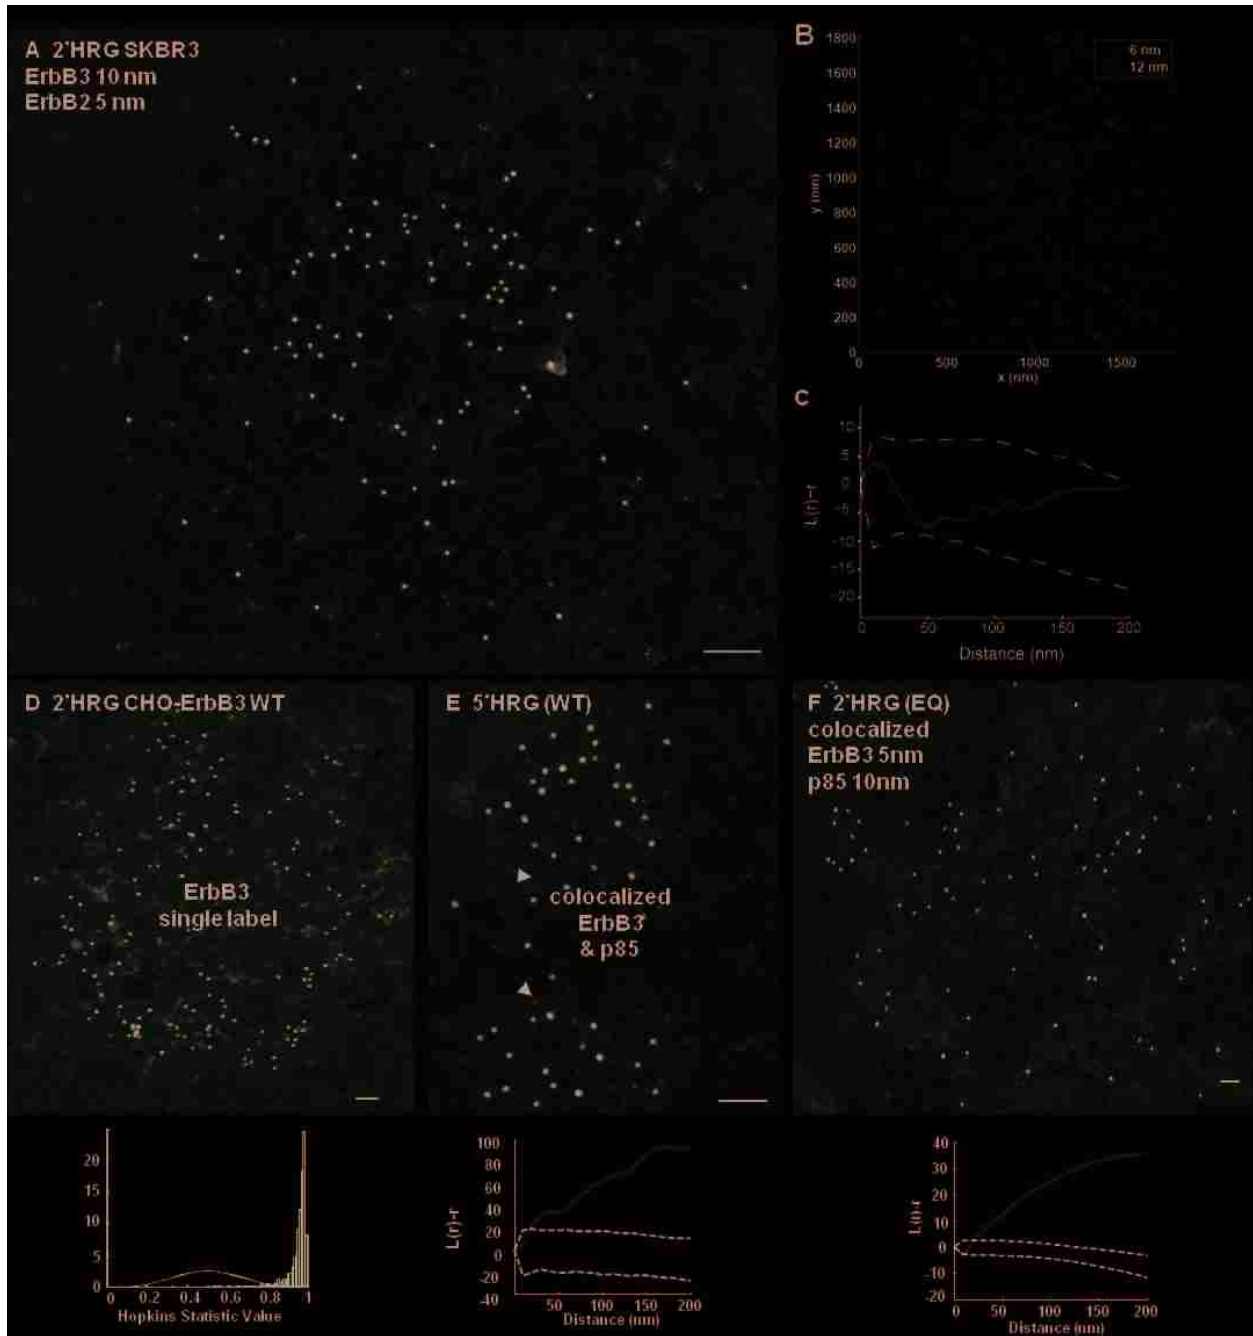 A 2'HRG SKBR3
ErbB3 10 nm
ErbB2 5 nm
B
6 nm
12 nm
1800
1600
1400
1200
1000
800
600
400
200
0
y (nm)
0 500 1000 1500
x (nm)
C
10
5
0
-5
-10
-15
-20
L(r)-r
0 50 100 150 200
Distance (nm)
D 2'HRG CHO-ErbB3 WT
ErbB3
single label
E 5'HRG (WT)
colocalized
ErbB3
& p85
F 2'HRG (EQ)
colocalized
ErbB3 5nm
p85 10nm
20
15
10
5
0
0 0.2 0.4 0.6 0.8 1
Hopkins Statistic Value
100
80
60
40
20
0
-20
-40
L(r)-r
0 50 100 150 200
Distance (nm)
40
30
20
10
0
-10
-20
L(r)-r
0 50 100 150 200
Distance (nm)